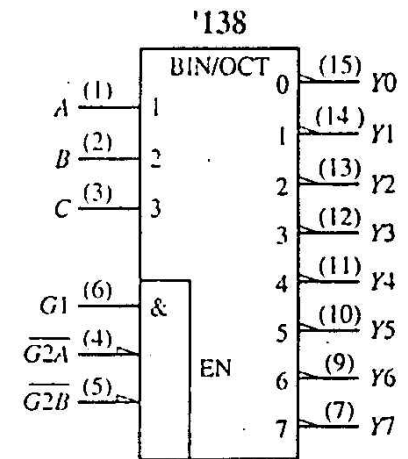 '138
BIN/OCT
A (1) 1
B (2) 2
C (3) 3
G1 (6) &
G2A (4)
G2B (5)
EN
0 (15) Y0
1 (14) Y1
2 (13) Y2
3 (12) Y3
4 (11) Y4
5 (10) Y5
6 (9) Y6
7 (7) Y7